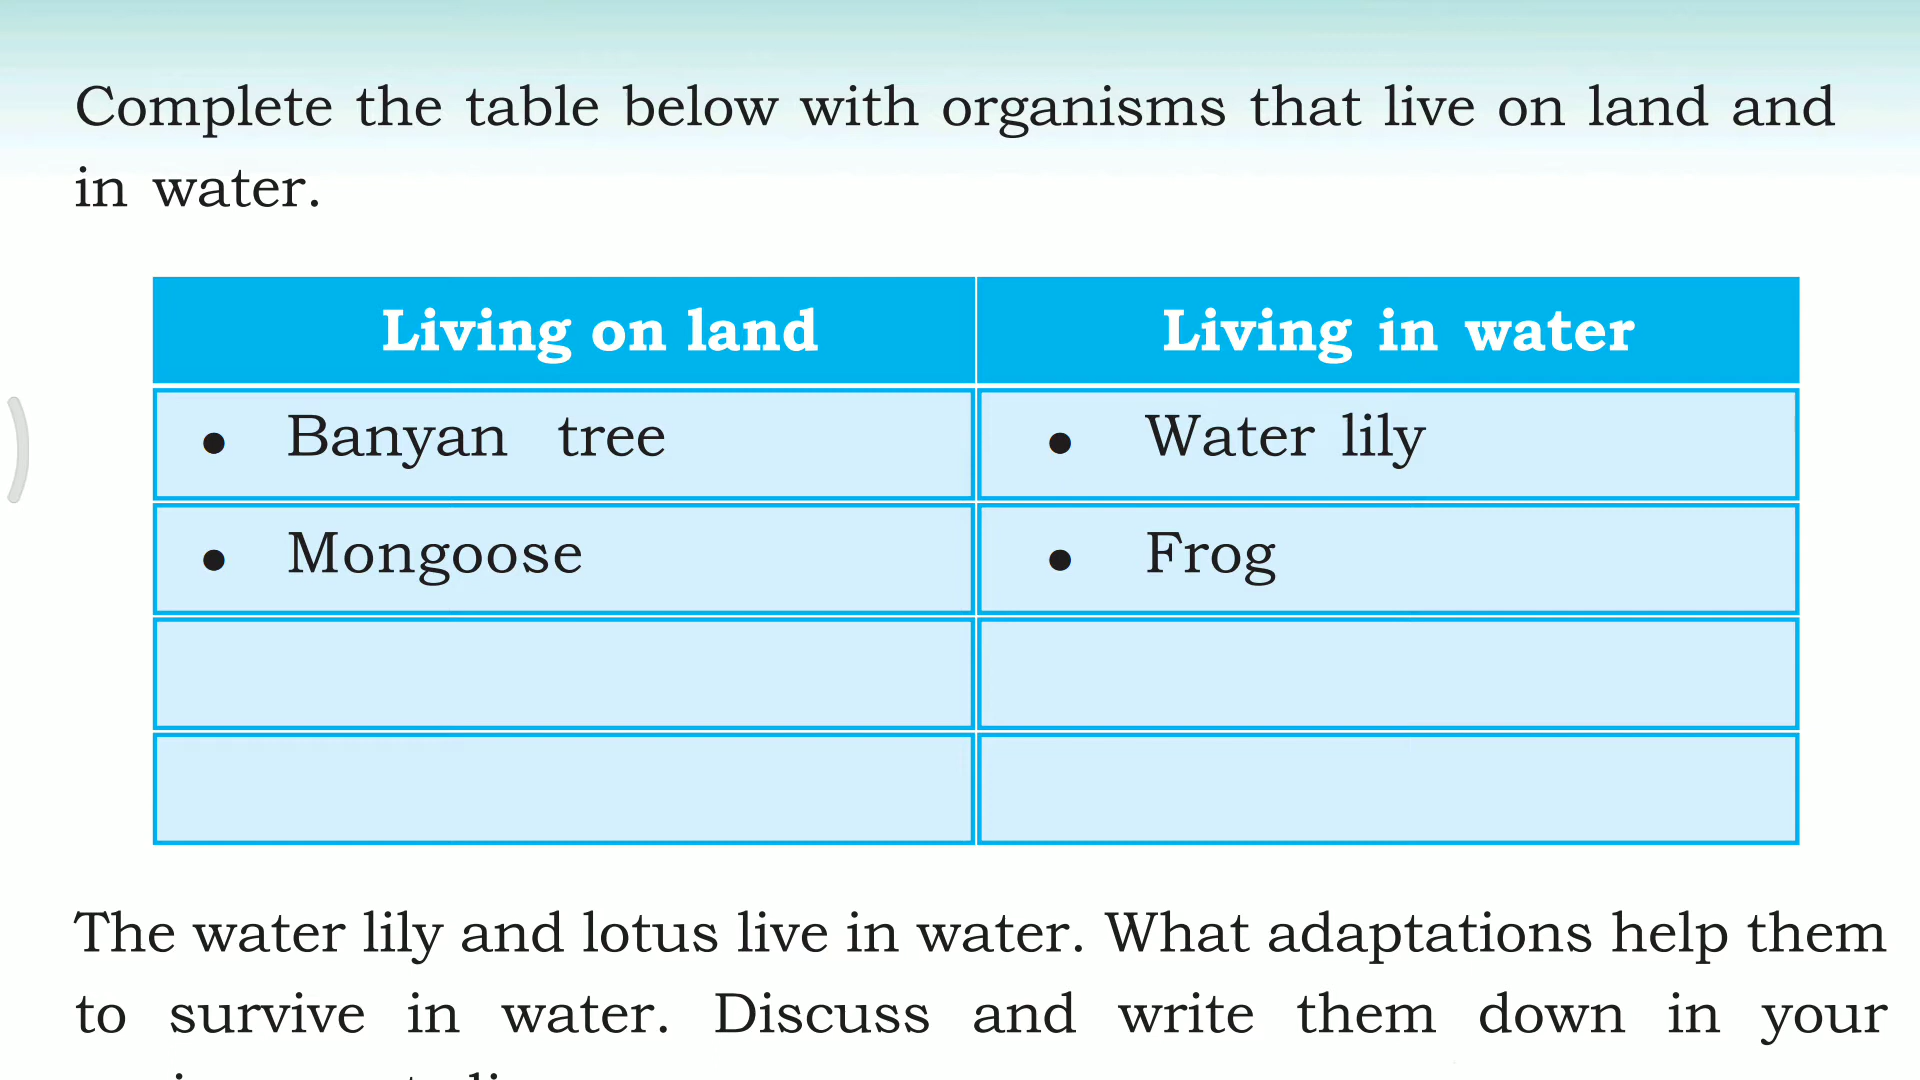 Complete the table below with organisms that live on land and
in water.
Living on land
Living in water
● Banyan tree
● Water lily
● Mongoose
● Frog
The water lily and lotus live in water. What adaptations help them
to survive in water. Discuss and write them down in your